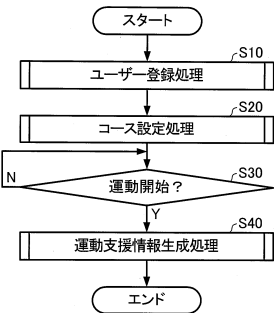 スタート
S10
ユーザー登録処理
S20
コース設定処理
S30
運動開始？
N
Y
S40
運動支援情報生成処理
エンド